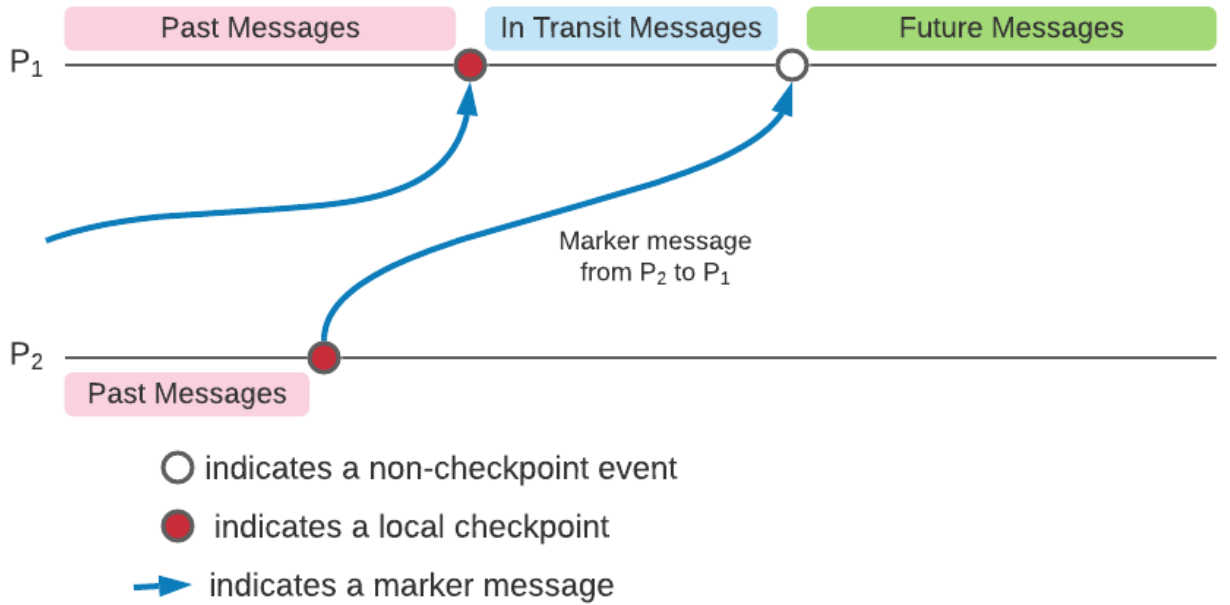 Past Messages
In Transit Messages
Future Messages
P₁
Marker message
from P₂ to P₁
P₂
Past Messages
indicates a non-checkpoint event
indicates a local checkpoint
indicates a marker message